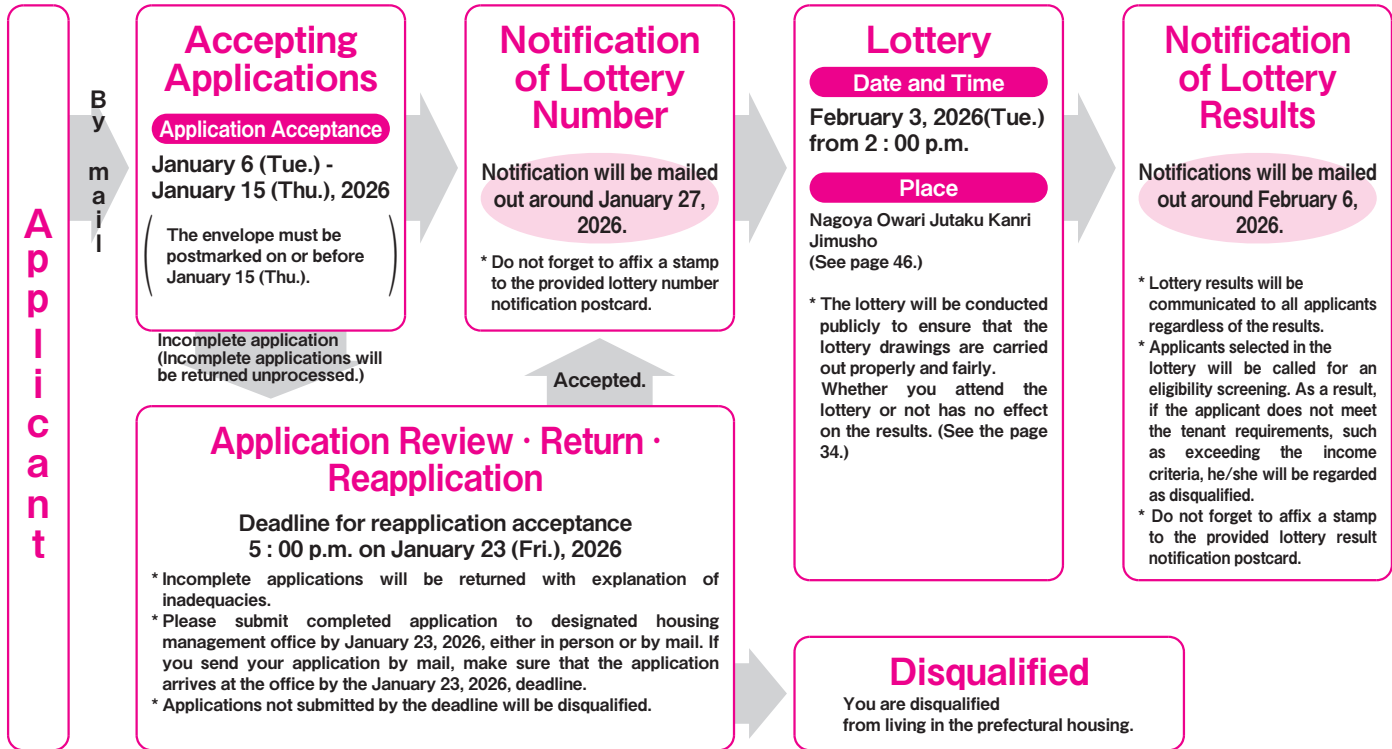 Applicant
By mail
Accepting
Applications
Application Acceptance
January 6 (Tue.) -
January 15 (Thu.), 2026
The envelope must be
postmarked on or before
January 15 (Thu.).
Notification
of Lottery
Number
Notification will be mailed
out around January 27,
2026.
* Do not forget to affix a stamp
to the provided lottery number
notification postcard.
Lottery
Date and Time
February 3, 2026(Tue.)
from 2 : 00 p.m.
Place
Nagoya Owari Jutaku Kanri
Jimusho
(See page 46.)
* The lottery will be conducted
publicly to ensure that the
lottery drawings are carried
out properly and fairly.
Whether you attend the
lottery or not has no effect
on the results. (See the page
34.)
Notification
of Lottery
Results
Notifications will be mailed
out around February 6,
2026.
* Lottery results will be
communicated to all applicants
regardless of the results.
* Applicants selected in the
lottery will be called for an
eligibility screening. As a result,
if the applicant does not meet
the tenant requirements, such
as exceeding the income
criteria, he/she will be regarded
as disqualified.
* Do not forget to affix a stamp
to the provided lottery result
notification postcard.
Incomplete application
(Incomplete applications will
be returned unprocessed.)
Accepted.
Application Review · Return ·
Reapplication
Deadline for reapplication acceptance
5 : 00 p.m. on January 23 (Fri.), 2026
* Incomplete applications will be returned with explanation of
inadequacies.
* Please submit completed application to designated housing
management office by January 23, 2026, either in person or by mail. If
you send your application by mail, make sure that the application
arrives at the office by the January 23, 2026, deadline.
* Applications not submitted by the deadline will be disqualified.
Disqualified
You are disqualified
from living in the prefectural housing.